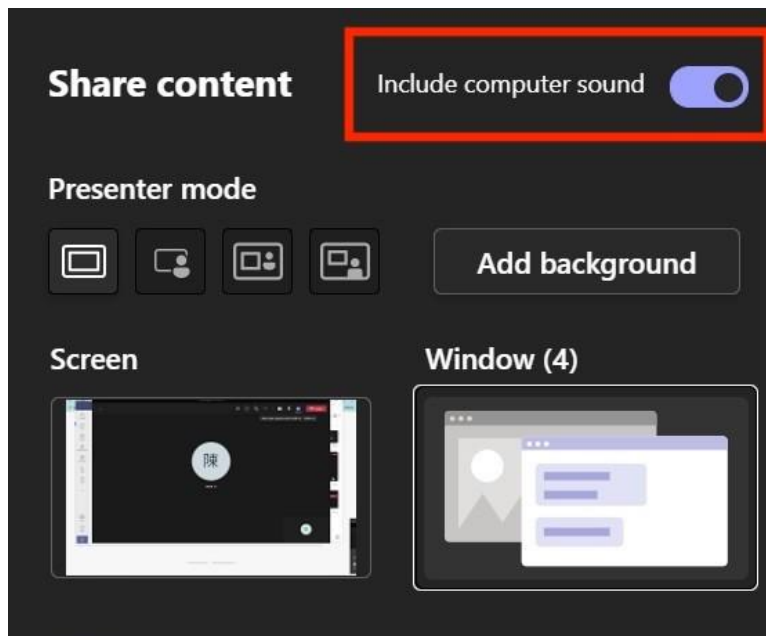 Share content
Include computer sound
Presenter mode
Add background
Screen
Window (4)
陳